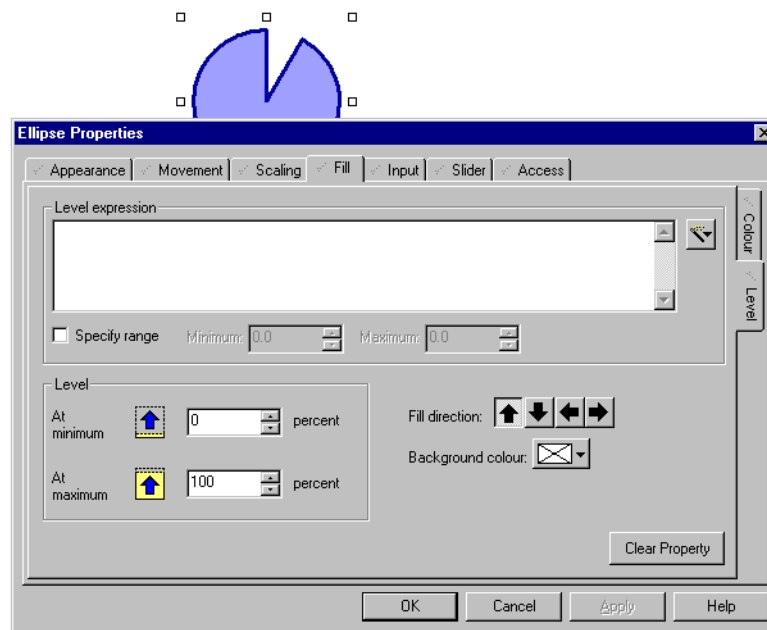 Ellipse Properties
Appearance Movement Scaling Fill Input Slider Access
Colour
Level
Level expression
Specify range Minimum: 0.0 Maximum: 0.0
Level
At minimum 0 percent
At maximum 100 percent
Fill direction:
Background colour:
Clear Property
OK Cancel Apply Help